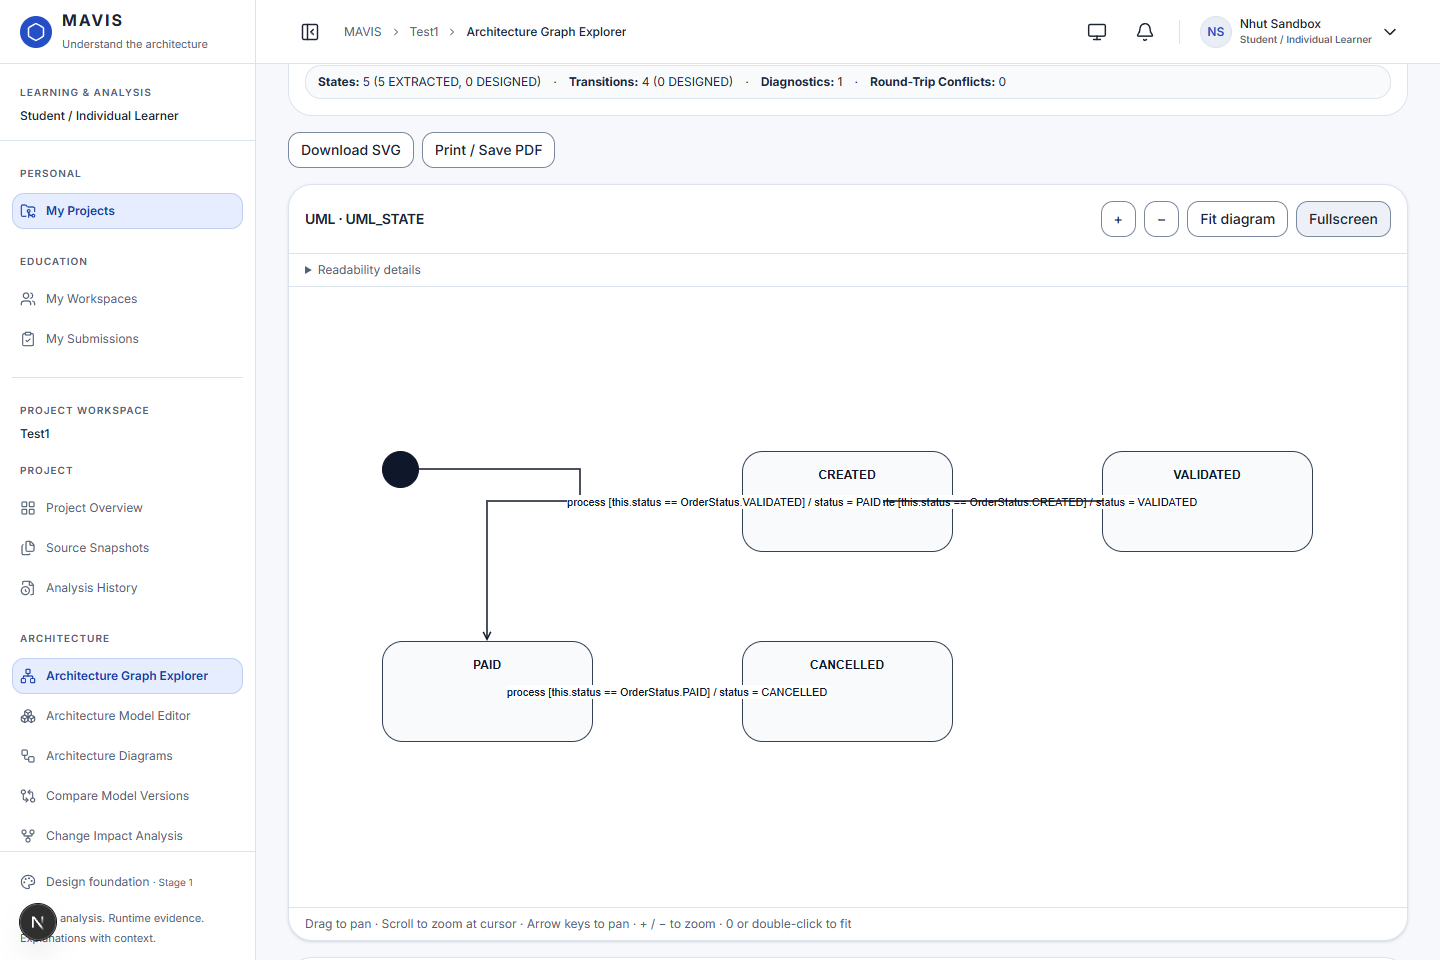 MAVIS
Understand the architecture
MAVIS > Test1 > Architecture Graph Explorer
NS
Nhut Sandbox
Student / Individual Learner
LEARNING & ANALYSIS
Student / Individual Learner
PERSONAL
My Projects
EDUCATION
My Workspaces
My Submissions
PROJECT WORKSPACE
Test1
PROJECT
Project Overview
Source Snapshots
Analysis History
ARCHITECTURE
Architecture Graph Explorer
Architecture Model Editor
Architecture Diagrams
Compare Model Versions
Change Impact Analysis
Design foundation · Stage 1
N
analysis. Runtime evidence.
with context.
States: 5 (5 EXTRACTED, 0 DESIGNED) · Transitions: 4 (0 DESIGNED) · Diagnostics: 1 · Round-Trip Conflicts: 0
Download SVG
Print / Save PDF
UML · UML_STATE
+
−
Fit diagram
Fullscreen
Readability details
CREATED
VALIDATED
process [this.status == OrderStatus.VALIDATED] / status = PAID
[this.status == OrderStatus.CREATED] / status = VALIDATED
PAID
CANCELLED
process [this.status == OrderStatus.PAID] / status = CANCELLED
Drag to pan · Scroll to zoom at cursor · Arrow keys to pan · + / − to zoom · 0 or double-click to fit